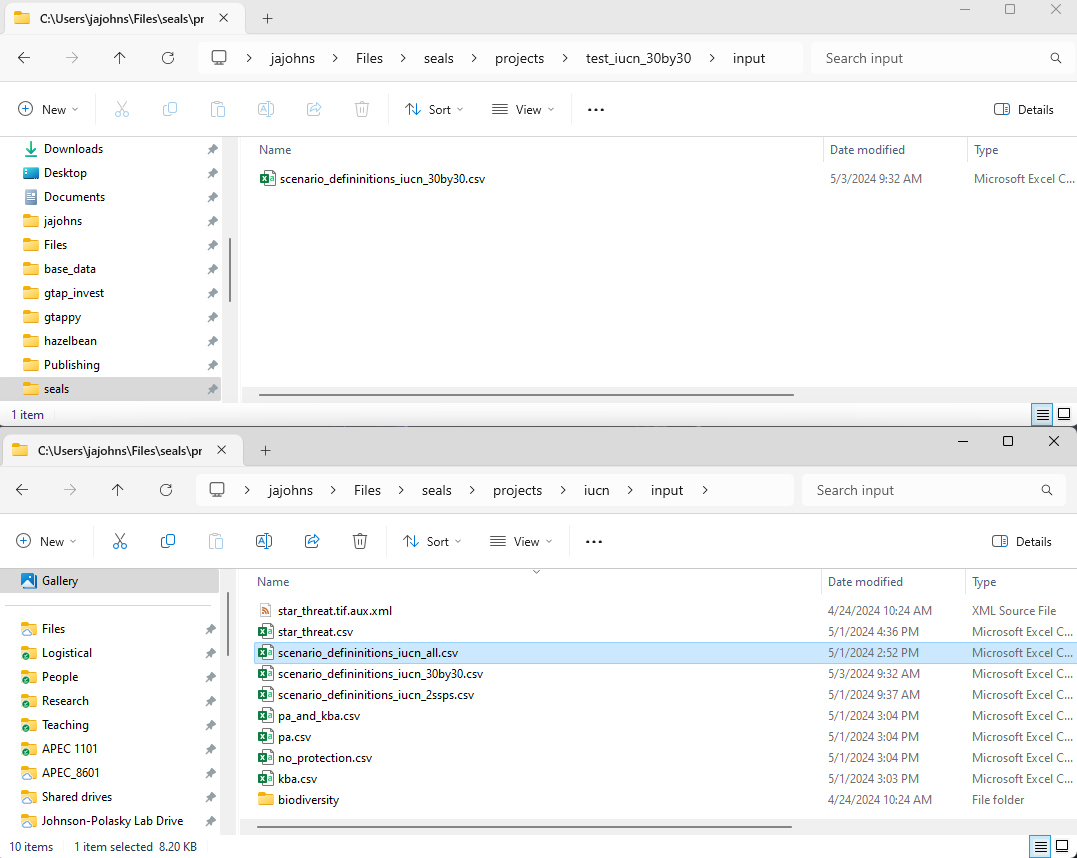 C:\Users\jajohns\Files\seals\pr
jajohns Files seals projects test_iucn_30by30 input Search input
New Sort View Details
Downloads
Desktop
Documents
jajohns
Files
base_data
gtap_invest
gtappy
hazelbean
Publishing
seals
Name Date modified Type
scenario_defininitions_iucn_30by30.csv 5/3/2024 9:32 AM Microsoft Excel C...
1 item
C:\Users\jajohns\Files\seals\pr
jajohns Files seals projects iucn input Search input
New Sort View Details
Gallery
Files
Logistical
People
Research
Teaching
APEC 1101
APEC_8601
Shared drives
Johnson-Polasky Lab Drive
Name Date modified Type
star_threat.tif.aux.xml 4/24/2024 10:24 AM XML Source File
star_threat.csv 5/1/2024 4:36 PM Microsoft Excel C...
scenario_defininitions_iucn_all.csv 5/1/2024 2:52 PM Microsoft Excel C...
scenario_defininitions_iucn_30by30.csv 5/3/2024 9:32 AM Microsoft Excel C...
scenario_defininitions_iucn_2ssps.csv 5/1/2024 9:37 AM Microsoft Excel C...
pa_and_kba.csv 5/1/2024 3:04 PM Microsoft Excel C...
pa.csv 5/1/2024 3:04 PM Microsoft Excel C...
no_protection.csv 5/1/2024 3:04 PM Microsoft Excel C...
kba.csv 5/1/2024 3:03 PM Microsoft Excel C...
biodiversity 4/24/2024 10:24 AM File folder
10 items 1 item selected 8.20 KB